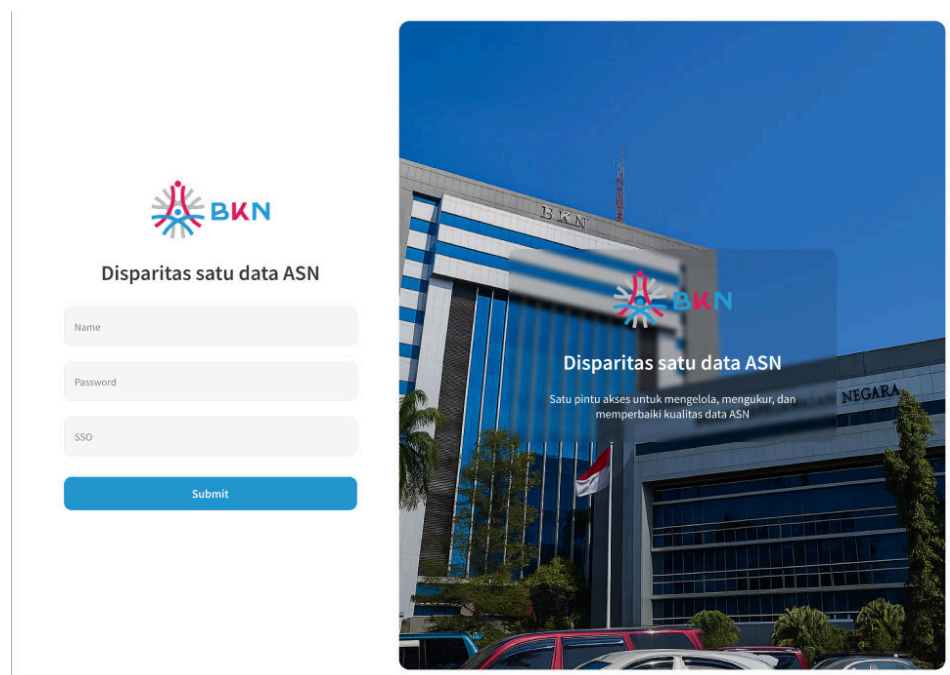 BKN
Disparitas satu data ASN
Name
Password
SSO
Submit
BKN
BKN
Disparitas satu data ASN
Satu pintu akses untuk mengelola, mengukur, dan
memperbaiki kualitas data ASN
NEGARA